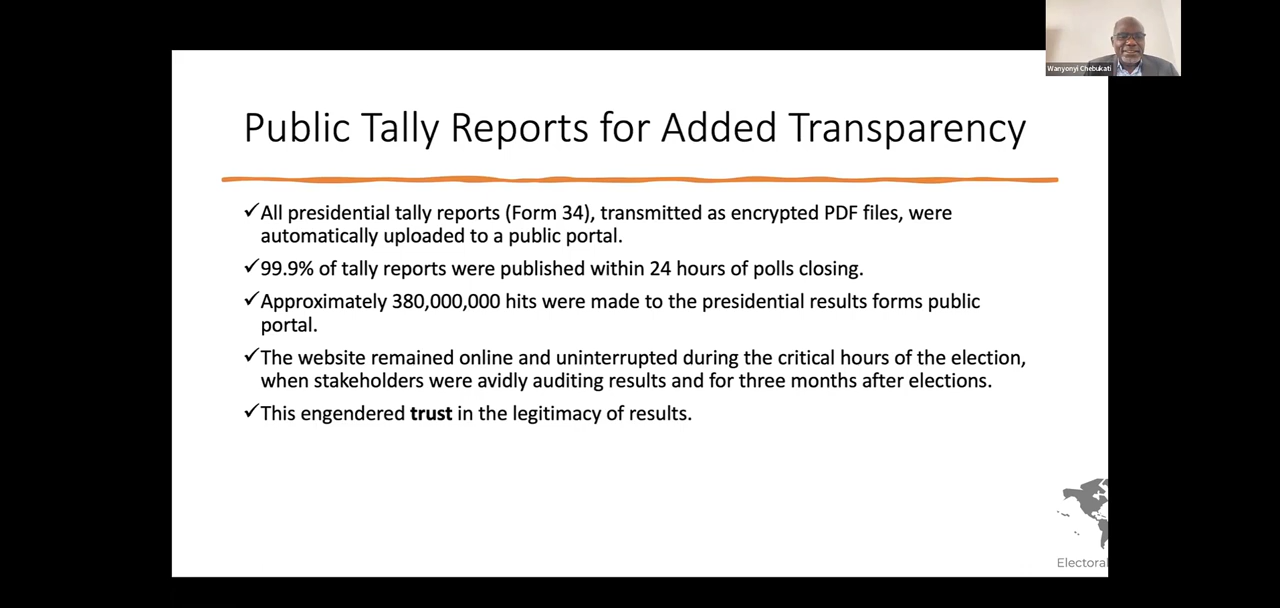 Wanyonyi Chebukati
Public Tally Reports for Added Transparency
✓All presidential tally reports (Form 34), transmitted as encrypted PDF files, were
automatically uploaded to a public portal.
✓99.9% of tally reports were published within 24 hours of polls closing.
✓Approximately 380,000,000 hits were made to the presidential results forms public
portal.
✓The website remained online and uninterrupted during the critical hours of the election,
when stakeholders were avidly auditing results and for three months after elections.
✓This engendered trust in the legitimacy of results.
Electoral